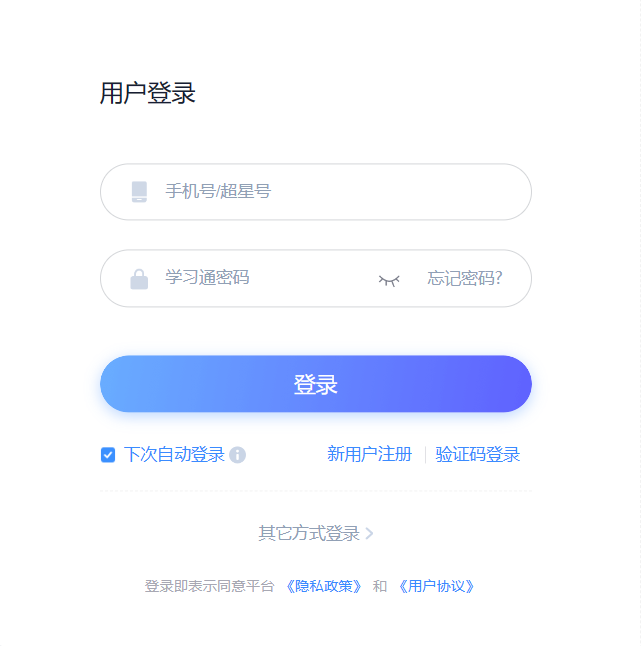 用户登录
手机号/超星号
学习通密码 忘记密码?
登录
下次自动登录 新用户注册 验证码登录
其它方式登录
登录即表示同意平台 《隐私政策》 和 《用户协议》